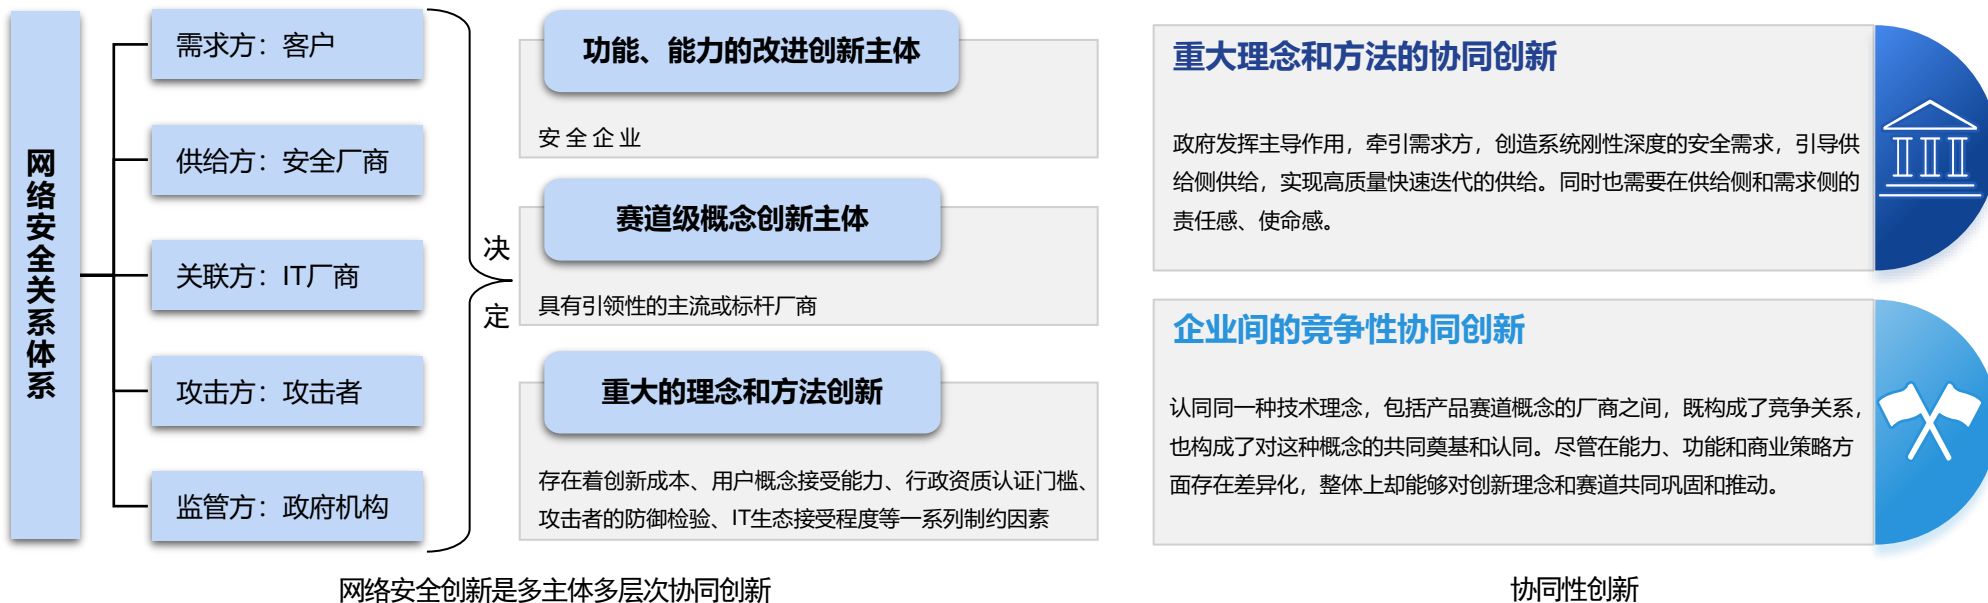 网络安全关系体系
需求方：客户
供给方：安全厂商
关联方：IT厂商
攻击方：攻击者
监管方：政府机构
决定
功能、能力的改进创新主体
安全企业
赛道级概念创新主体
具有引领性的主流或标杆厂商
重大的理念和方法创新
存在着创新成本、用户概念接受能力、行政资质认证门槛、
攻击者的防御检验、IT生态接受程度等一系列制约因素
网络安全创新是多主体多层次协同创新
重大理念和方法的协同创新
政府发挥主导作用，牵引需求方，创造系统刚性深度的安全需求，引导供
给侧供给，实现高质量快速迭代的供给。同时也需要在供给侧和需求侧的
责任感、使命感。
企业间的竞争性协同创新
认同同一种技术理念，包括产品赛道概念的厂商之间，既构成了竞争关系，
也构成了对这种概念的共同奠基和认同。尽管在能力、功能和商业策略方
面存在差异化，整体上却能够对创新理念和赛道共同巩固和推动。
协同性创新